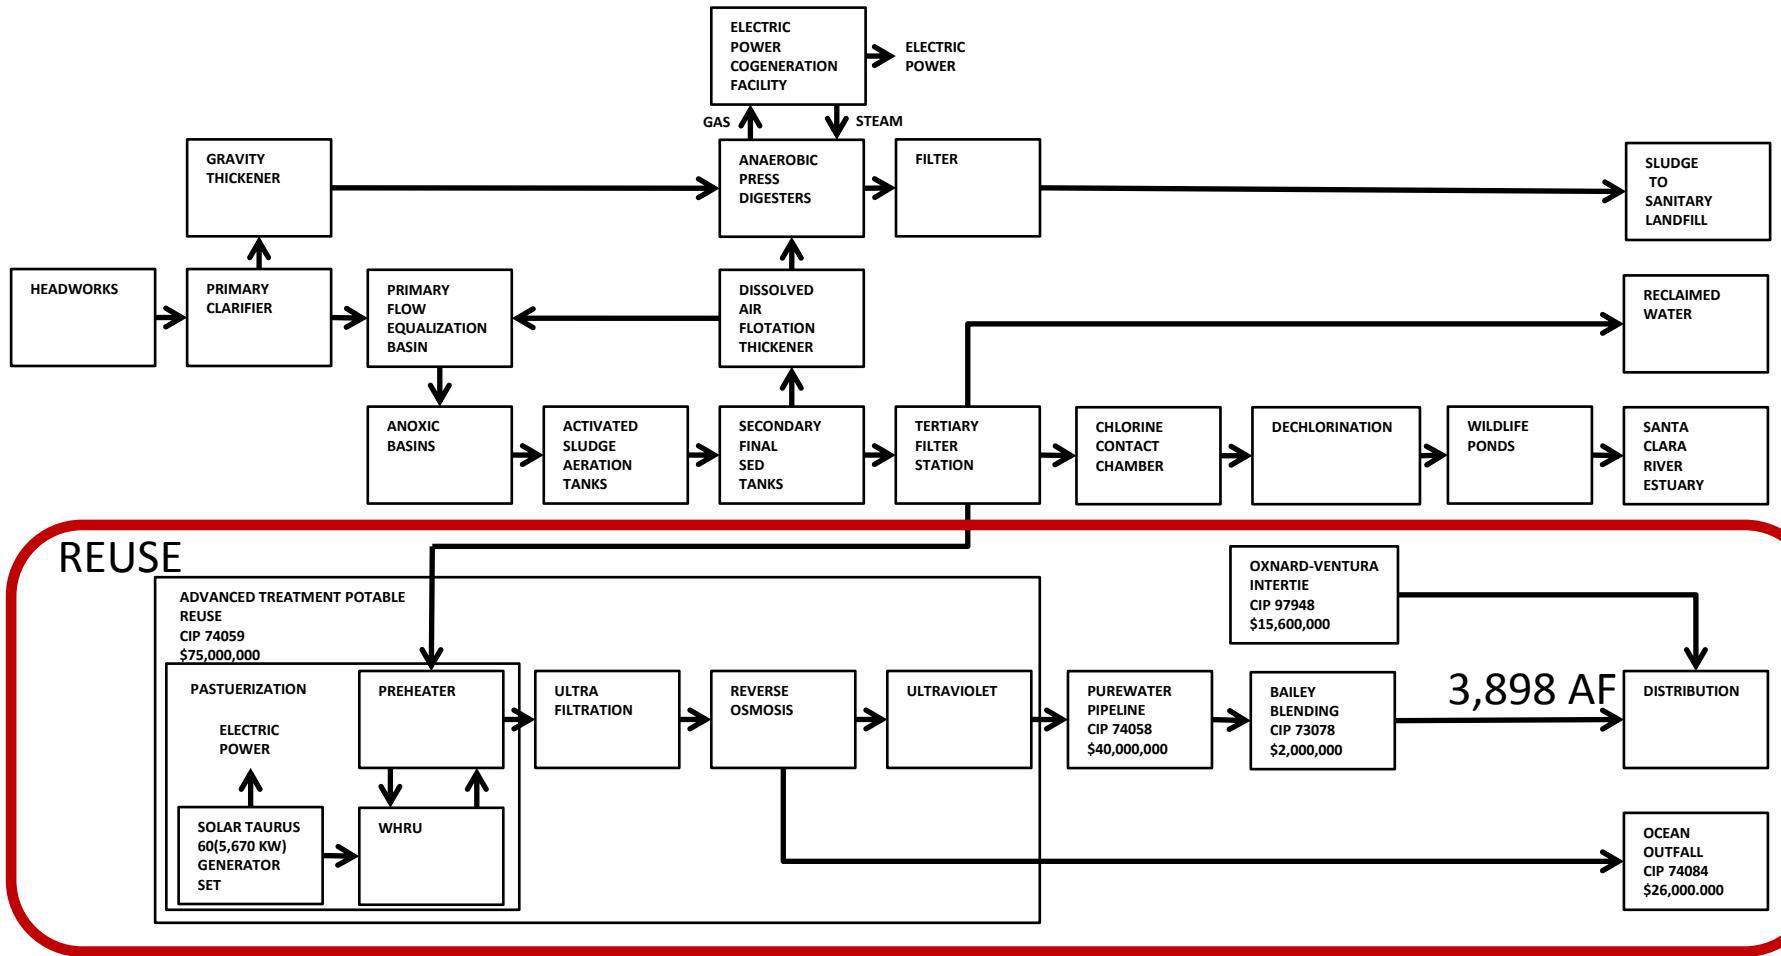 ELECTRIC
POWER
COGENERATION
FACILITY
ELECTRIC
POWER
GAS
STEAM
GRAVITY
THICKENER
ANAEROBIC
PRESS
DIGESTERS
FILTER
SLUDGE
TO
SANITARY
LANDFILL
HEADWORKS
PRIMARY
CLARIFIER
PRIMARY
FLOW
EQUALIZATION
BASIN
DISSOLVED
AIR
FLOTATION
THICKENER
RECLAIMED
WATER
ANOXIC
BASINS
ACTIVATED
SLUDGE
AERATION
TANKS
SECONDARY
FINAL
SED
TANKS
TERTIARY
FILTER
STATION
CHLORINE
CONTACT
CHAMBER
DECHLORINATION
WILDLIFE
PONDS
SANTA
CLARA
RIVER
ESTUARY
REUSE
OXNARD-VENTURA
INTERTIE
CIP 97948
$15,600,000
ADVANCED TREATMENT POTABLE
REUSE
CIP 74059
$75,000,000
PASTUERIZATION
ELECTRIC
POWER
PREHEATER
ULTRA
FILTRATION
REVERSE
OSMOSIS
ULTRAVIOLET
PUREWATER
PIPELINE
CIP 74058
$40,000,000
BAILEY
BLENDING
CIP 73078
$2,000,000
3,898 AF
DISTRIBUTION
SOLAR TAURUS
60(5,670 KW)
GENERATOR
SET
WHRU
OCEAN
OUTFALL
CIP 74084
$26,000.000